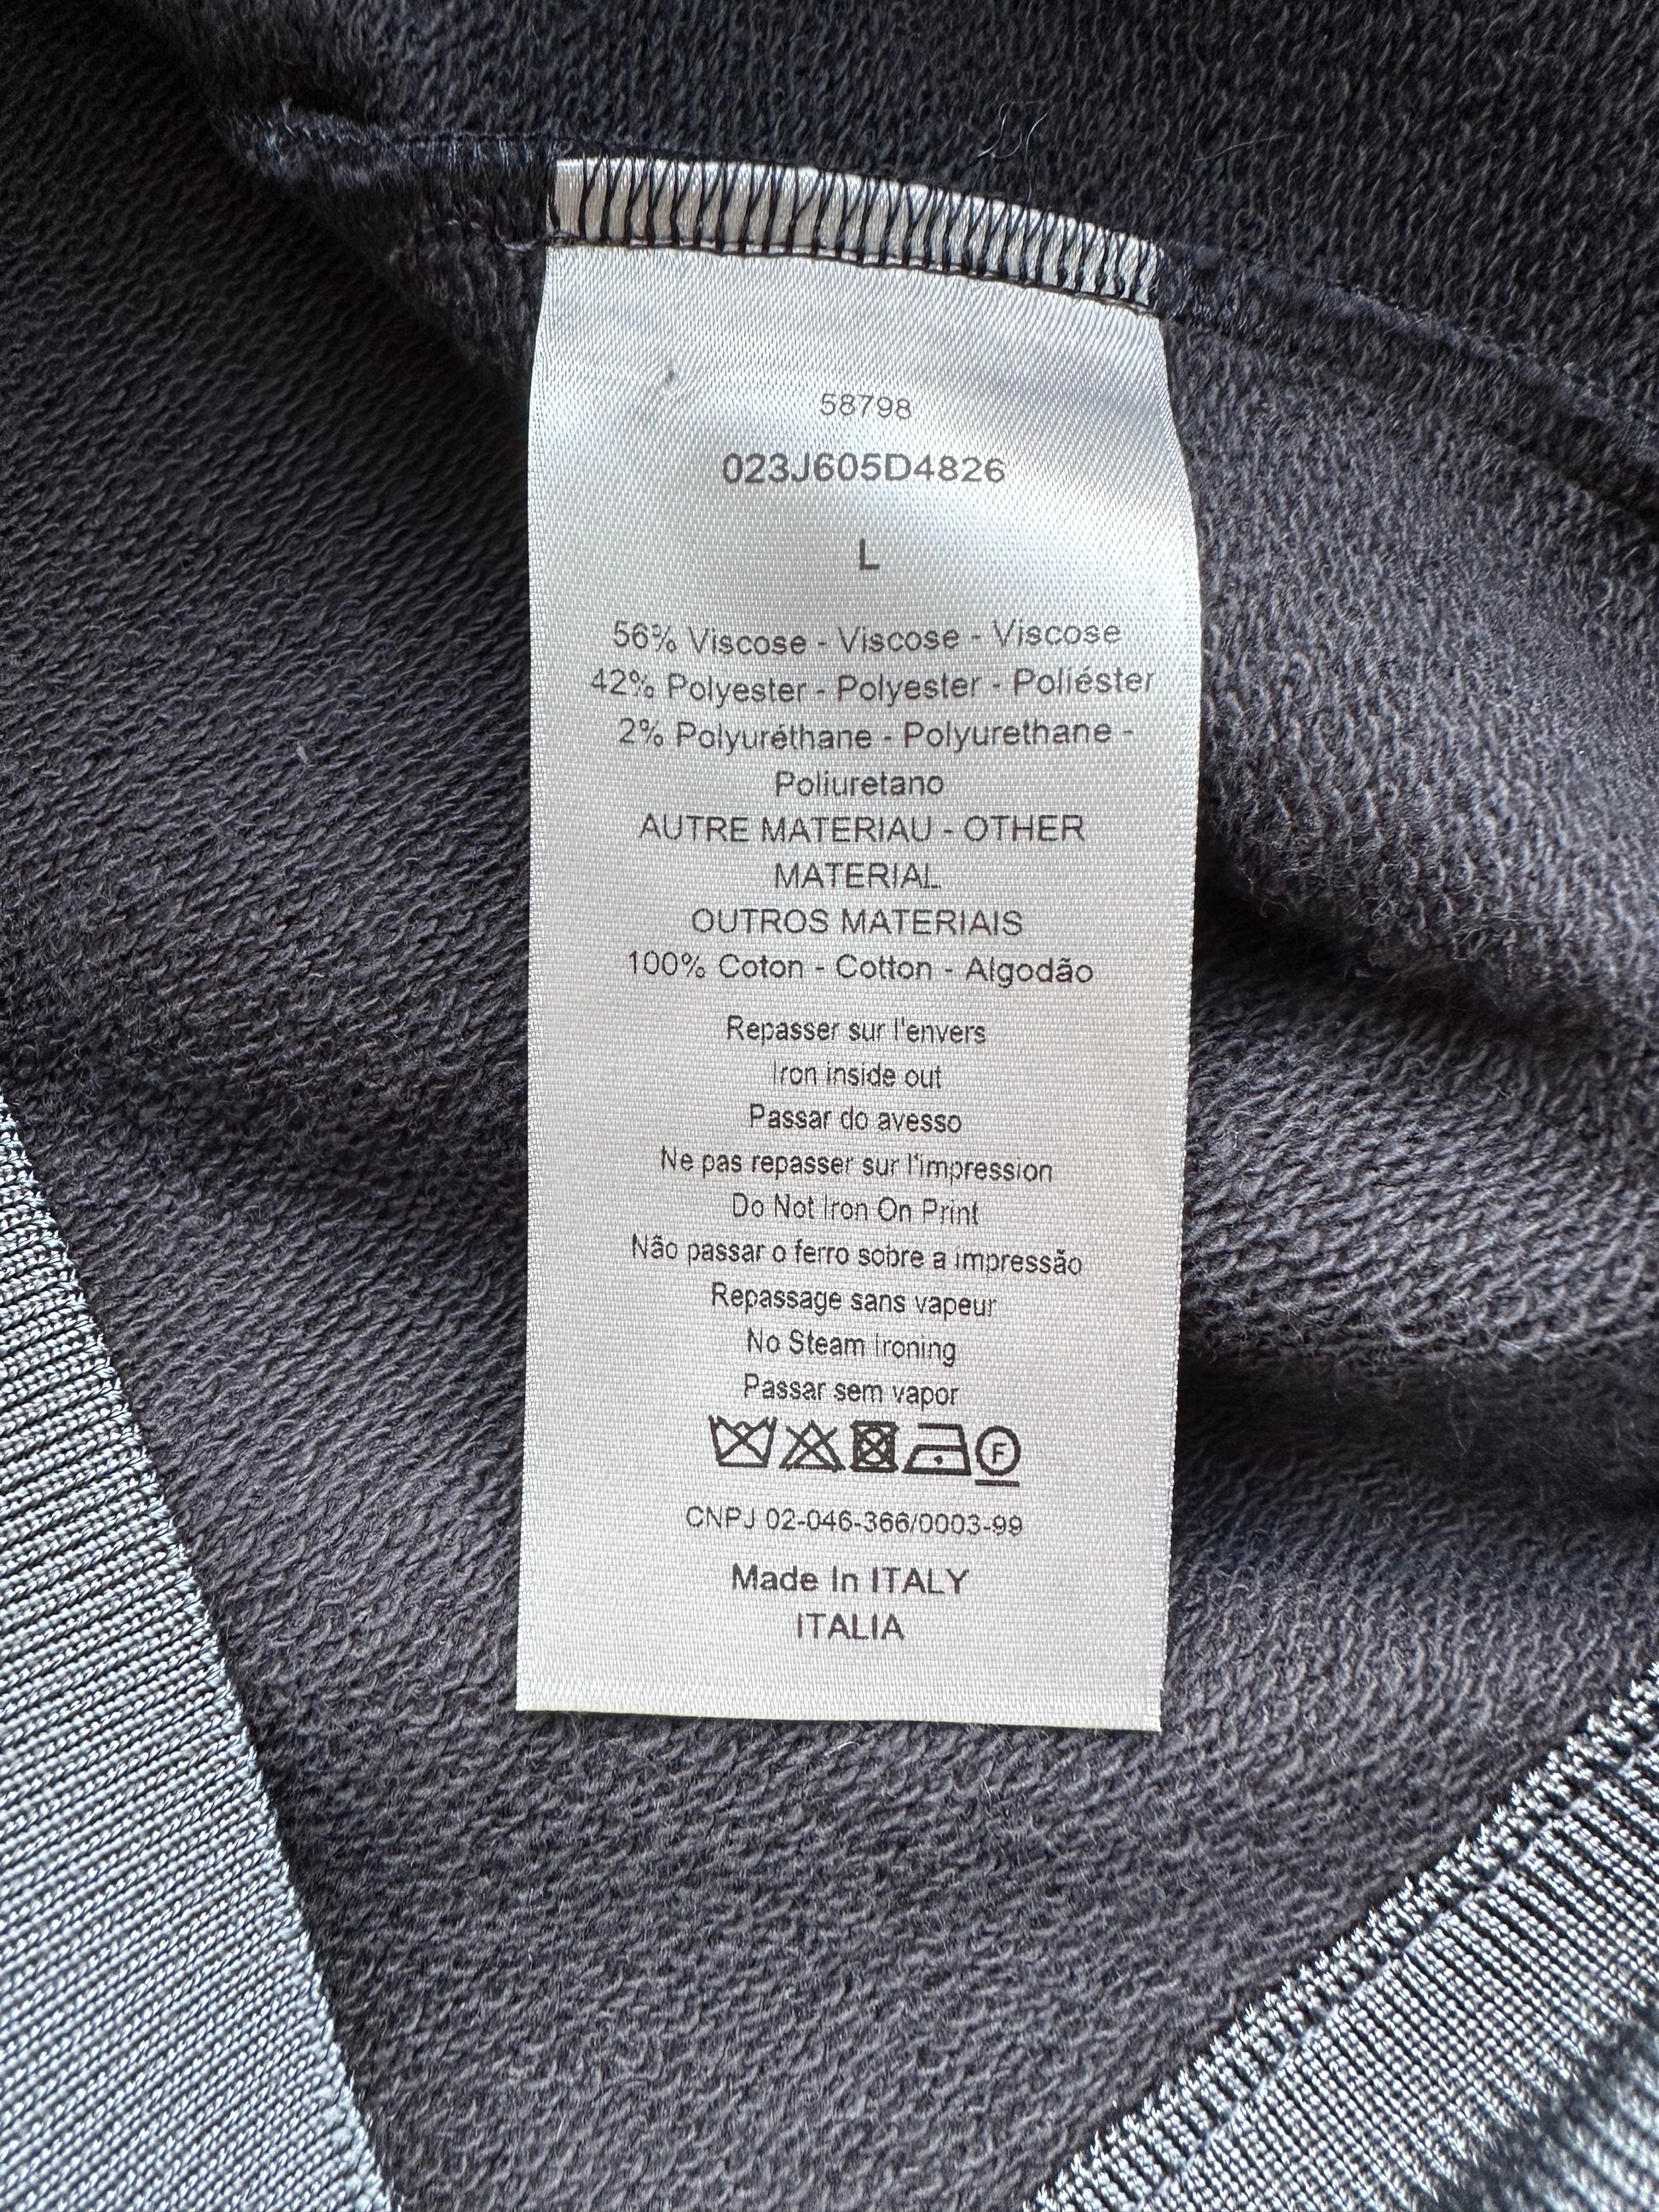 58798
023J605D4826
L
56% Viscose - Viscose - Viscose
42% Polyester - Polyester - Poliéster
2% Polyuréthane - Polyurethane -
Poliuretano
AUTRE MATERIAU - OTHER
MATERIAL
OUTROS MATERIAIS
100% Coton - Cotton - Algodão
Repasser sur l'envers
Iron inside out
Passar do avesso
Ne pas repasser sur l'impression
Do Not Iron On Print
Não passar o ferro sobre a impressão
Repassage sans vapeur
No Steam Ironing
Passar sem vapor
F
CNPJ 02-046-366/0003-99
Made In ITALY
ITALIA